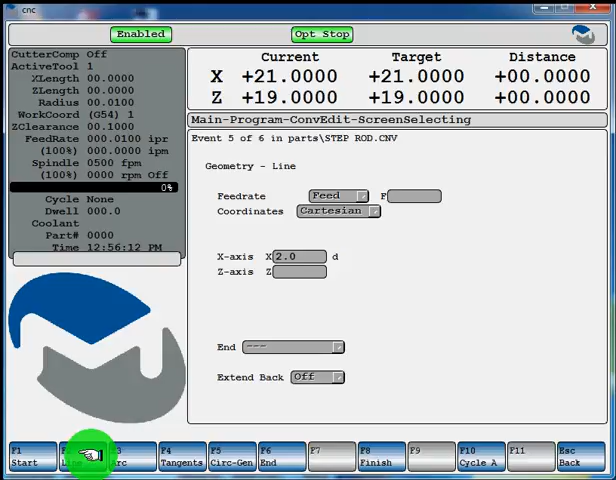 cnc
Enabled
Opt Stop
CutterComp Off
ActiveTool 1
XLength 00.0000
ZLength 00.0000
Radius 00.0100
WorkCoord (G54) 1
ZClearance 00.1000
FeedRate 000.0100 ipr
(100%) 000.0000 ipm
Spindle 0500 fpm
(100%) 0000 rpm Off
0%
Cycle None
Dwell 000.0
Coolant
Part# 0000
Time 12:56:12 PM
Current Target Distance
X +21.0000 +21.0000 +00.0000
Z +19.0000 +19.0000 +00.0000
Main-Program-ConvEdit-ScreenSelecting
Event 5 of 6 in parts\STEP ROD.CNV
Geometry - Line
Feedrate Feed F
Coordinates Cartesian
X-axis X 2.0 d
Z-axis Z
End ---
Extend Back Off
F1 Start
Line
F3 Arc
F4 Tangents
F5 Circ-Gen
F6 End
F7
F8 Finish
F9
F10 Cycle A
F11
Esc Back